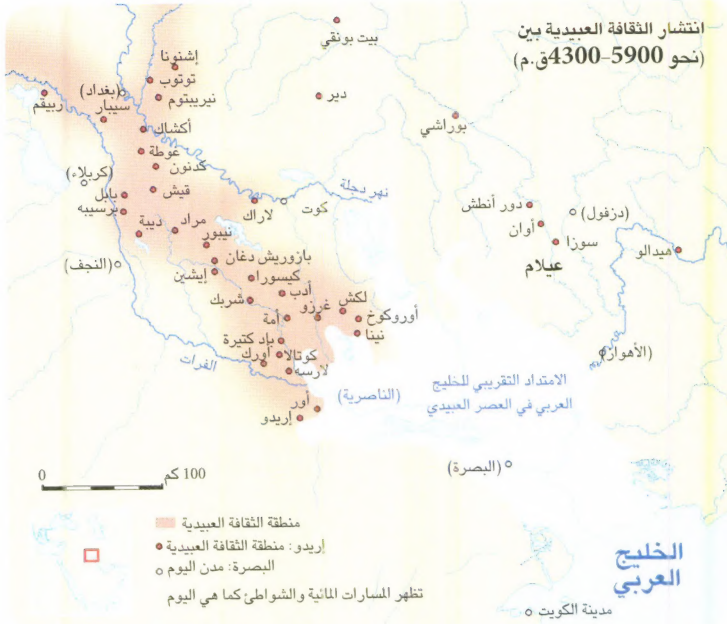 انتشار الثقافة العبيدية بين
(نحو 5900–4300ق.م)
بيت بونقي
إشنونا
توتوب
(بغداد)
دير
نيريبتوم
ربيقم
سيبار
بوراشي
أكشاك
غوطة
كدنون
(كربلاء)
نهر دجلة
قيش
بابل
كوت
لاراك
دور أنطش
(دزفول)
برسيبه
مراد
ديبة
أوان
نيبور
سوزا
هيدالو
بازوريش دغان
عيلام
(النجف)
إيشين
كيسورا
أدب
لكش
شربك
غرزو
أوروكوخ
أمة
نينا
باد كتيرة
(الأهواز)
كوتالا
أورك
الفرات
لارسه
الامتداد التقريبي للخليج
(الناصرية)
العربي في العصر العبيدي
أور
إريدو
(البصرة)
0 100 كم
منطقة الثقافة العبيدية
إريدو: منطقة الثقافة العبيدية
البصرة: مدن اليوم
تظهر المسارات المائية والشواطئ كما هي اليوم
الخليج
العربي
مدينة الكويت